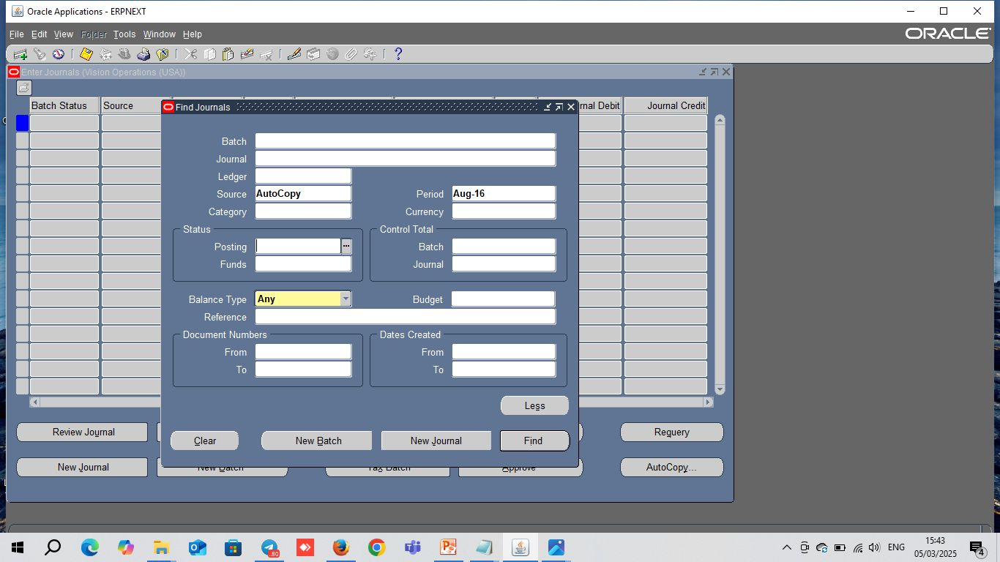 Oracle Applications - ERPNEXT
File Edit View Folder Tools Window Help
ORACLE
Enter Journals (Vision Operations (USA))
Batch Status Source rnal Debit Journal Credit
Find Journals
Batch
Journal
Ledger
Source AutoCopy Period Aug-16
Category Currency
Status Control Total
Posting ... Batch
Funds Journal
Balance Type Any Budget
Reference
Document Numbers Dates Created
From From
To To
Less
Review Journal Requery
Clear New Batch New Journal Find
New Journal New Batch Tax Batch Approve AutoCopy...
.80
ENG 15:43
05/03/2025 4